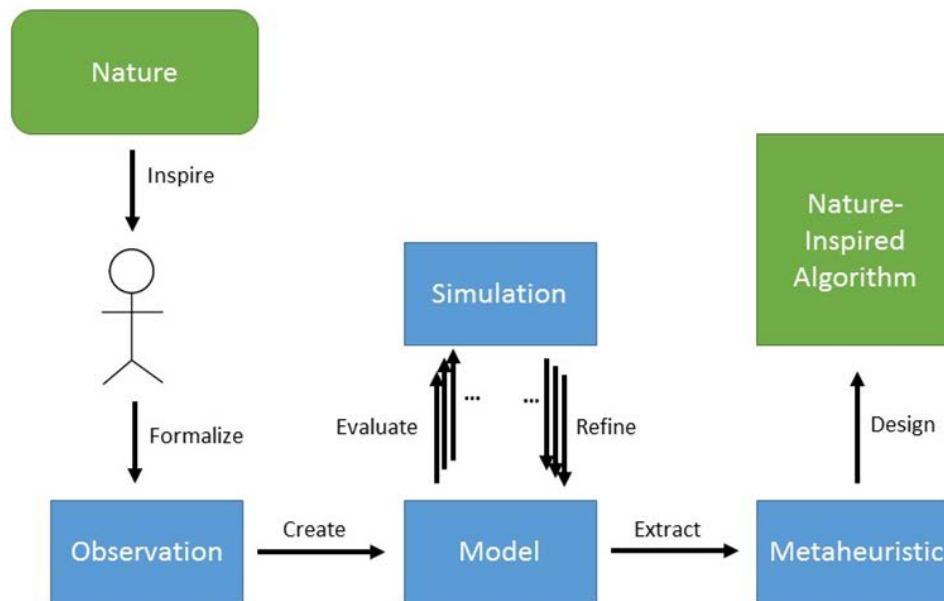 Nature
Inspire
Nature-
Inspired
Algorithm
Simulation
... ...
Evaluate
Refine
Formalize
Design
Observation
Create
Model
Extract
Metaheuristic